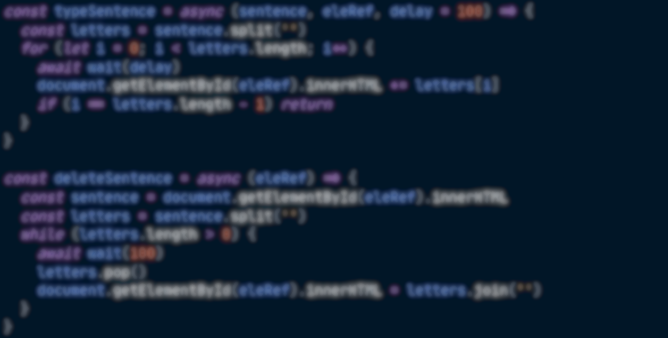 const typeSentence = async (sentence, eleRef, delay = 100) => {
const letters = sentence.split("")
for (let i = 0; i < letters.length; i++) {
await wait(delay)
document.getElementById(eleRef).innerHTML += letters[i]
if (i == letters.length - 1) return
}
}
const deleteSentence = async (eleRef) => {
const sentence = document.getElementById(eleRef).innerHTML
const letters = sentence.split("")
while (letters.length > 0) {
await wait(100)
letters.pop()
document.getElementById(eleRef).innerHTML = letters.join("")
}
}